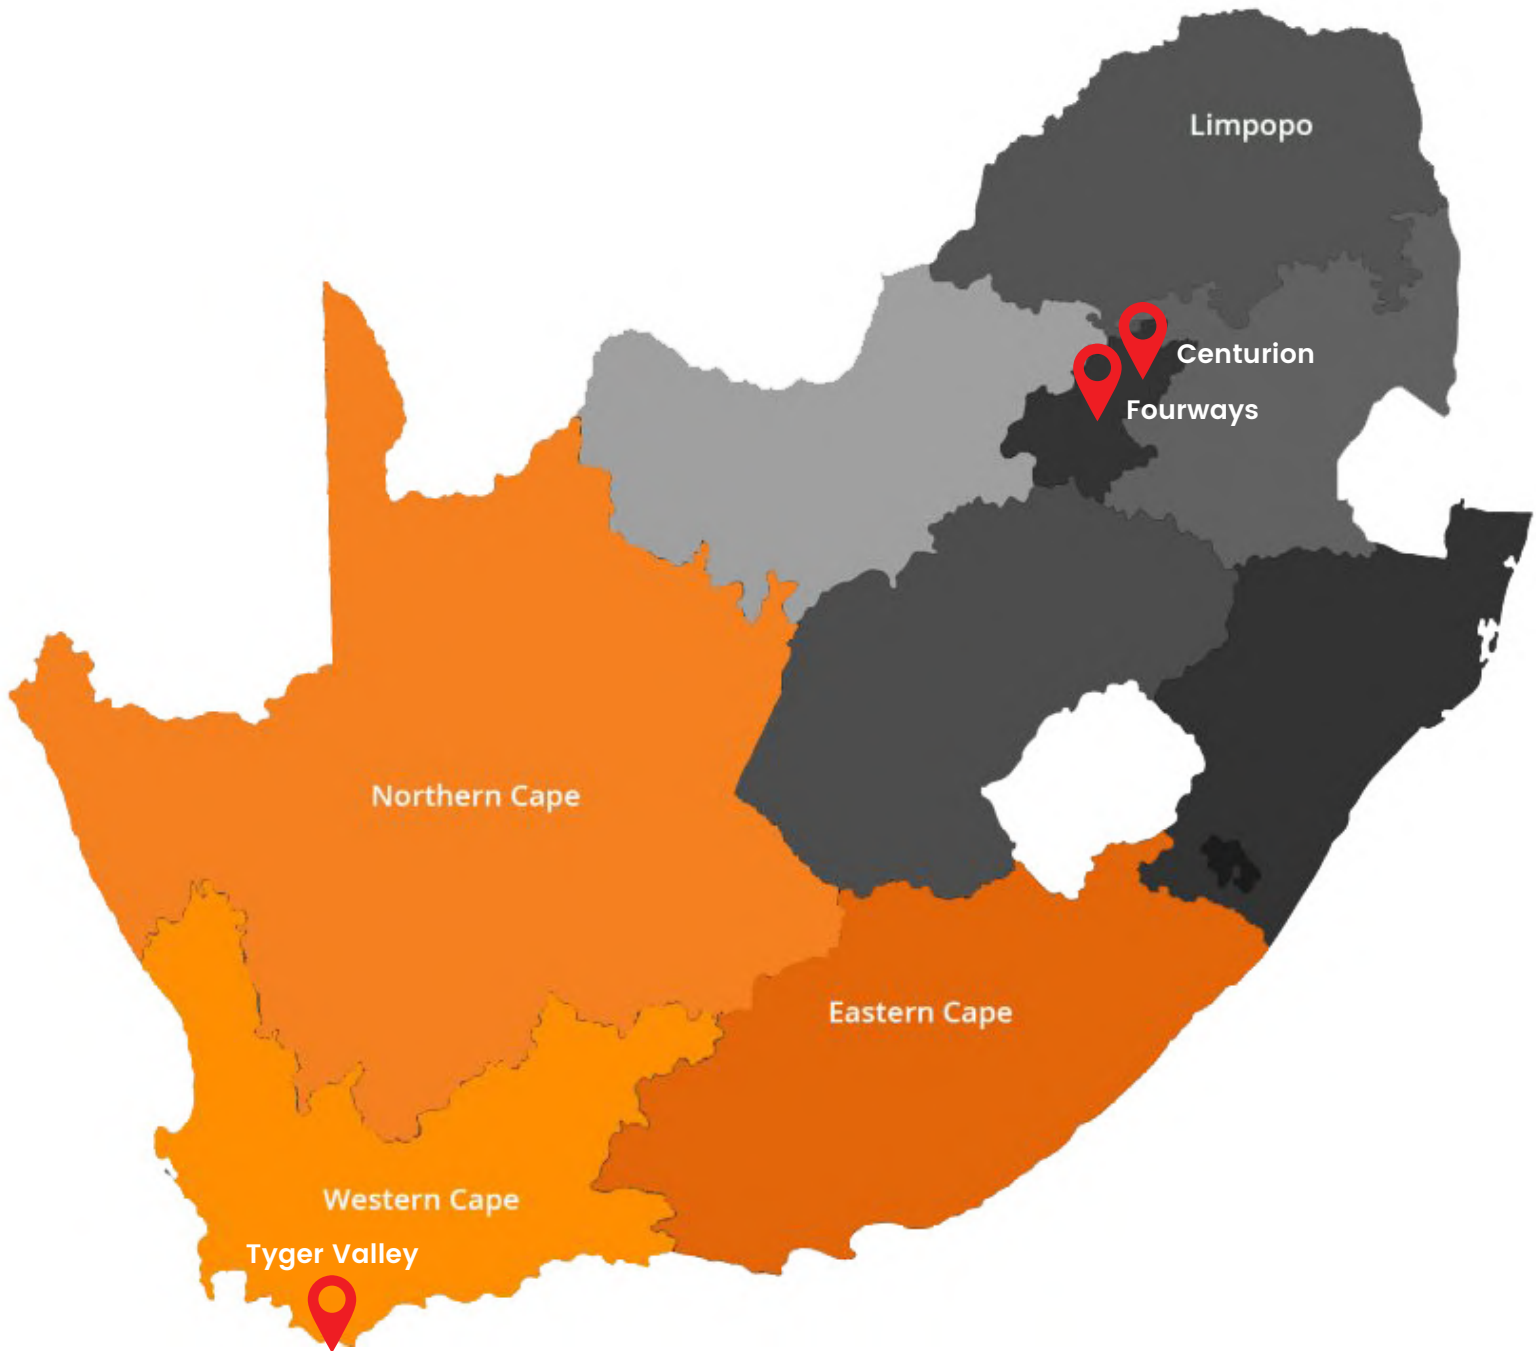 Limpopo
Centurion
Fourways
Northern Cape
Eastern Cape
Western Cape
Tyger Valley